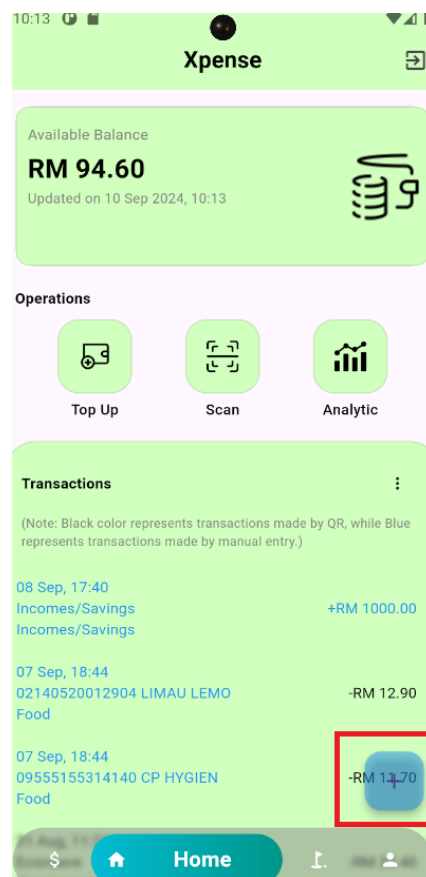 10:13
Xpense
Available Balance
RM 94.60
Updated on 10 Sep 2024, 10:13
Operations
Top Up
Scan
Analytic
Transactions
(Note: Black color represents transactions made by QR, while Blue
represents transactions made by manual entry.)
08 Sep, 17:40
Incomes/Savings
+RM 1000.00
Incomes/Savings
07 Sep, 18:44
02140520012904 LIMAU LEMO
-RM 12.90
Food
07 Sep, 18:44
09555155314140 CP HYGIEN
-RM
Food
$
Home